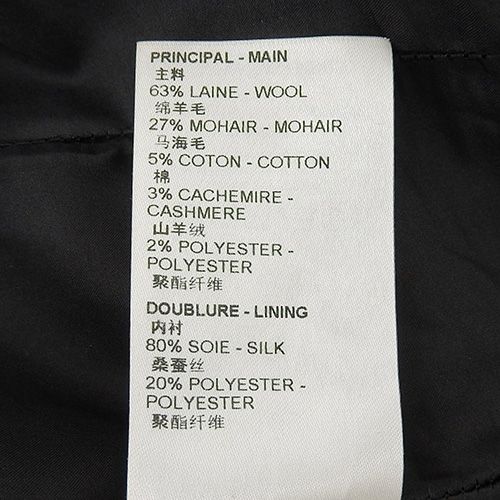 PRINCIPAL - MAIN
主料
63% LAINE - WOOL
绵羊毛
27% MOHAIR - MOHAIR
马海毛
5% COTON - COTTON
棉
3% CACHEMIRE -
CASHMERE
山羊绒
2% POLYESTER -
POLYESTER
聚酯纤维
DOUBLURE - LINING
内衬
80% SOIE - SILK
桑蚕丝
20% POLYESTER -
POLYESTER
聚酯纤维